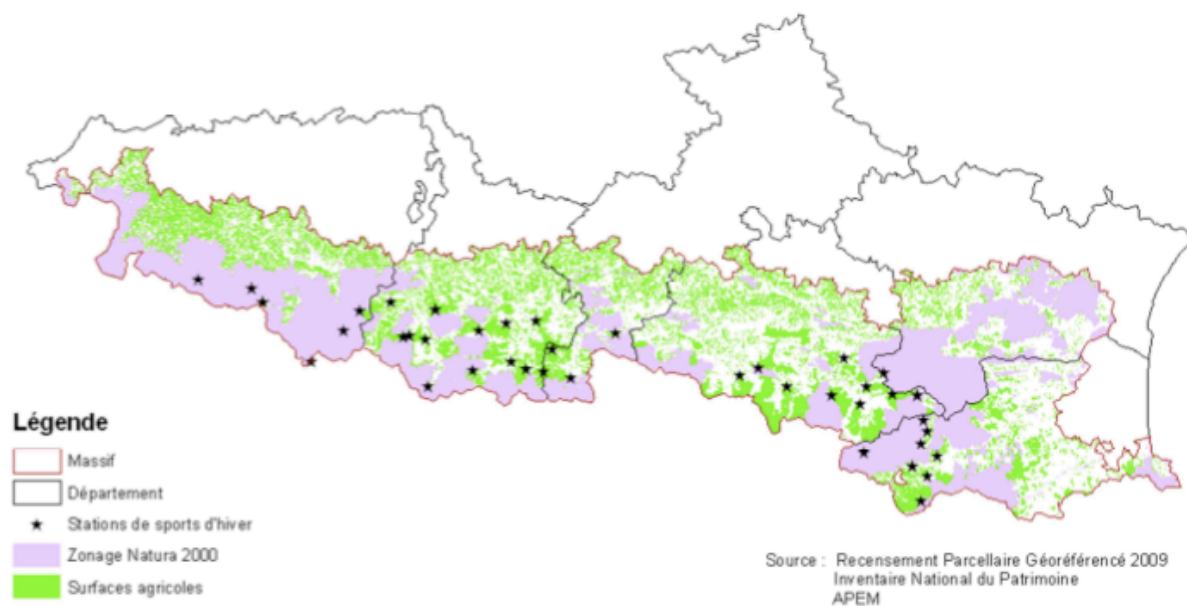 Légende
Massif
Département
Stations de sports d'hiver
Zonage Natura 2000
Surfaces agricoles
Source : Recensement Parcellaire Géoréférencé 2009
Inventaire National du Patrimoine
APEM